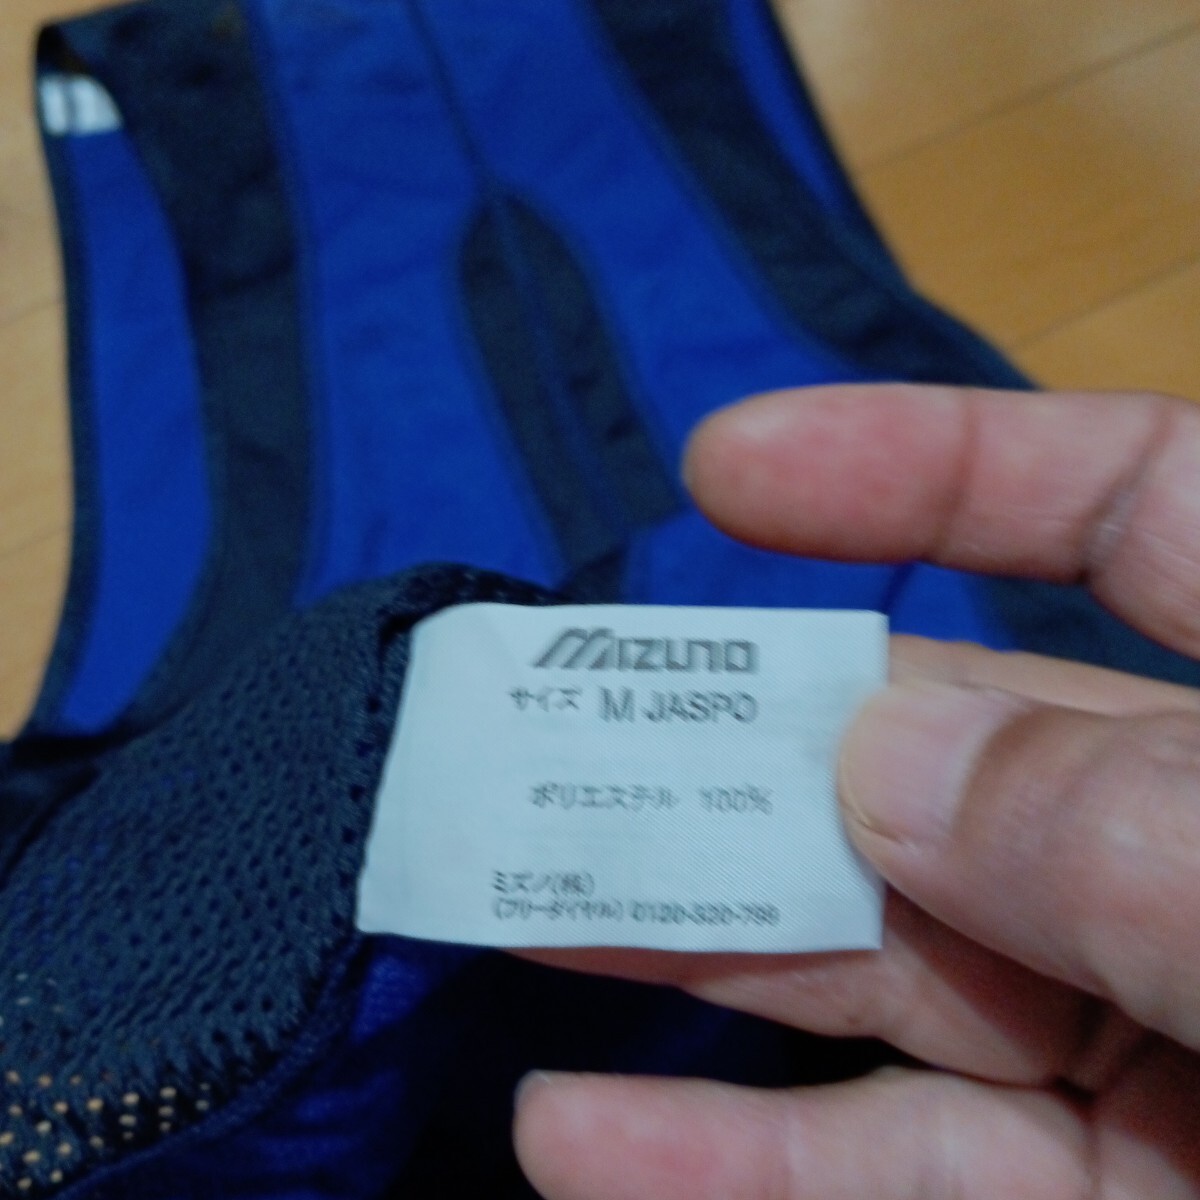 MIZUNO
サイズ M JASPO
ポリエステル 100%
ミズノ(株)
(フリーダイヤル) 0120-320-799